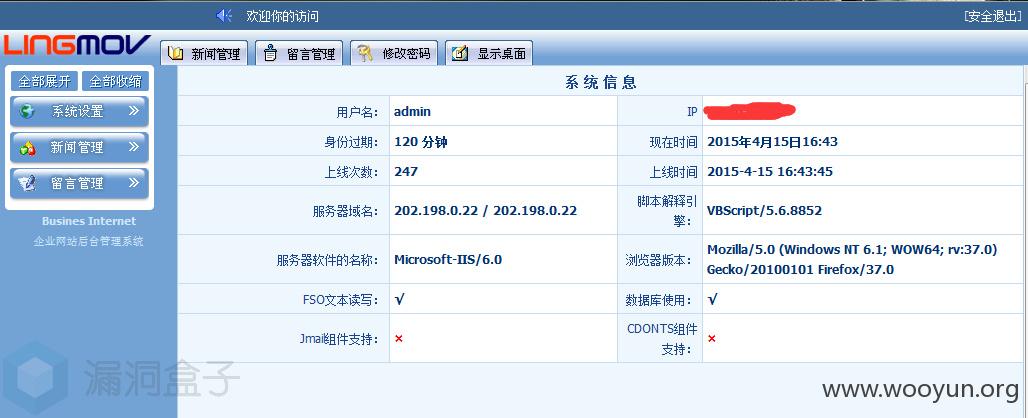 欢迎你的访问 [安全退出]
LINGMOV 新闻管理 留言管理 修改密码 显示桌面
全部展开 全部收缩
系统设置 »
新闻管理 »
留言管理 »
Busines Internet
企业网站后台管理系统
系 统 信 息
用户名: admin IP
身份过期: 120 分钟 现在时间 2015年4月15日16:43
上线次数: 247 上线时间 2015-4-15 16:43:45
服务器域名: 202.198.0.22 / 202.198.0.22 脚本解释引
擎: VBScript/5.6.8852
服务器软件的名称: Microsoft-IIS/6.0 浏览器版本: Mozilla/5.0 (Windows NT 6.1; WOW64; rv:37.0)
Gecko/20100101 Firefox/37.0
FSO文本读写: √ 数据库使用: √
Jmail组件支持: × CDONTS组件
支持: ×
漏洞盒子
www.wooyun.org